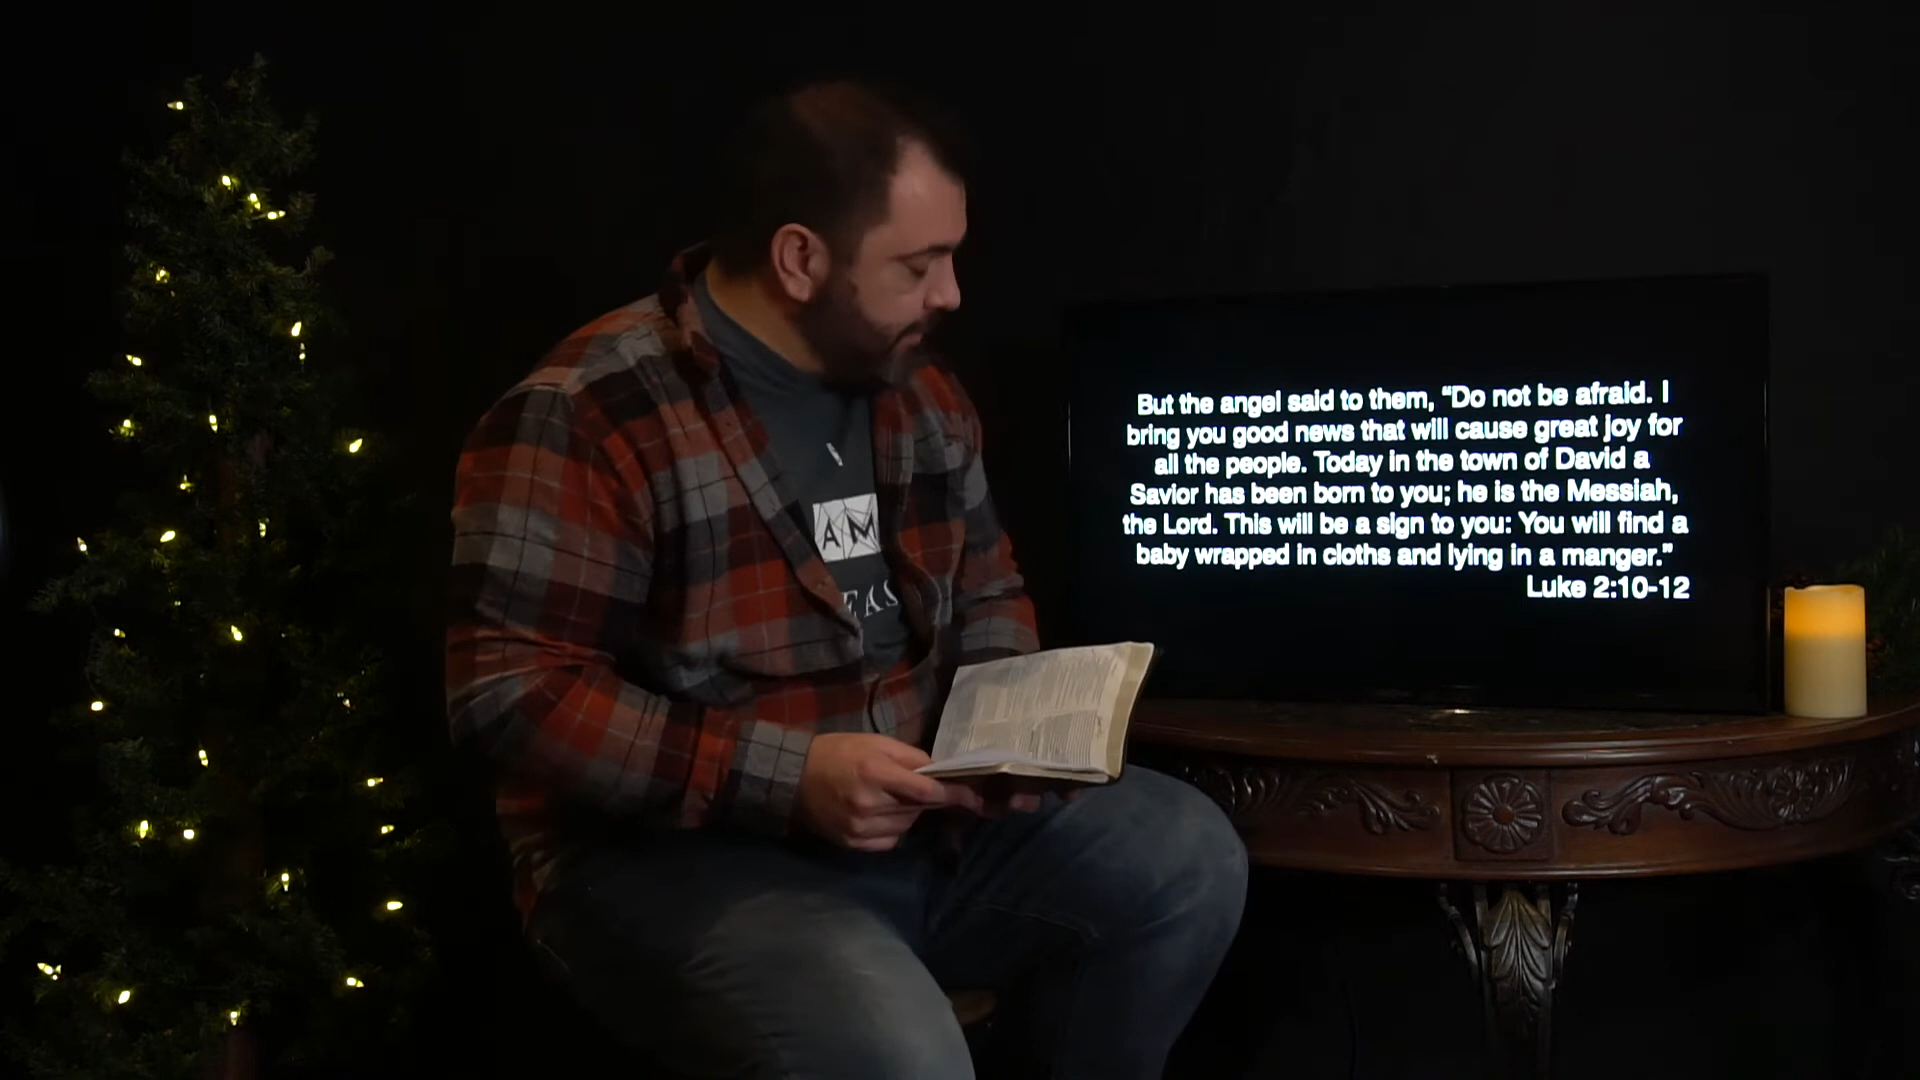 But the angel said to them, “Do not be afraid. I
bring you good news that will cause great joy for
all the people. Today in the town of David a
Savior has been born to you; he is the Messiah,
the Lord. This will be a sign to you: You will find a
baby wrapped in cloths and lying in a manger.”
Luke 2:10-12
AM
EAS